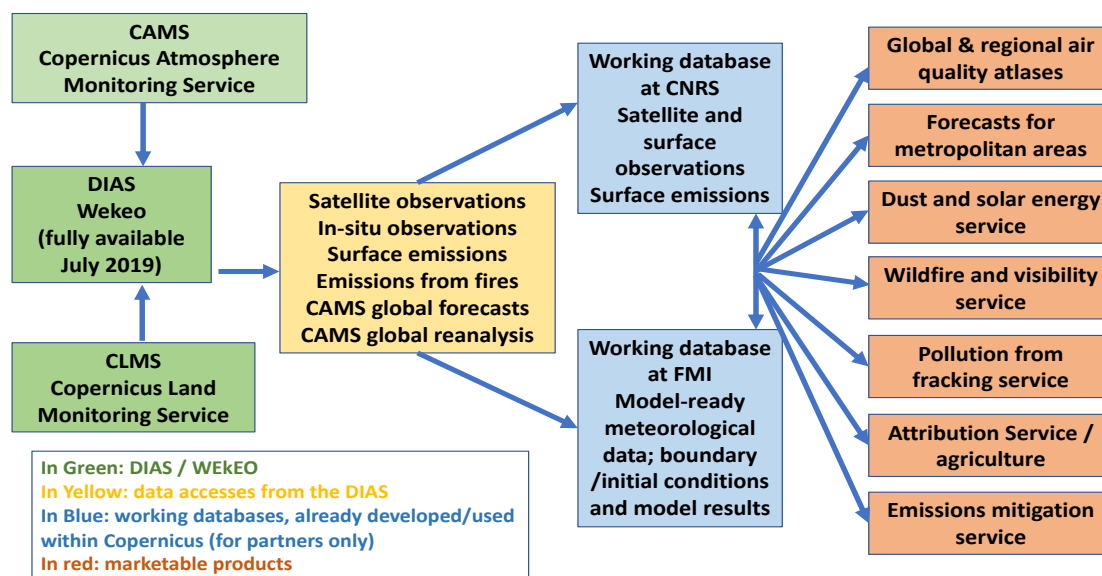 CAMS
Copernicus Atmosphere
Monitoring Service
DIAS
Wekeo
(fully available
July 2019)
CLMS
Copernicus Land
Monitoring Service
Satellite observations
In-situ observations
Surface emissions
Emissions from fires
CAMS global forecasts
CAMS global reanalysis
Working database
at CNRS
Satellite and
surface
observations
Surface emissions
Working database
at FMI
Model-ready
meteorological
data; boundary
/initial conditions
and model results
Global & regional air
quality atlases
Forecasts for
metropolitan areas
Dust and solar energy
service
Wildfire and visibility
service
Pollution from
fracking service
Attribution Service /
agriculture
Emissions mitigation
service
In Green: DIAS / WEkEO
In Yellow: data accesses from the DIAS
In Blue: working databases, already developed/used
within Copernicus (for partners only)
In red: marketable products